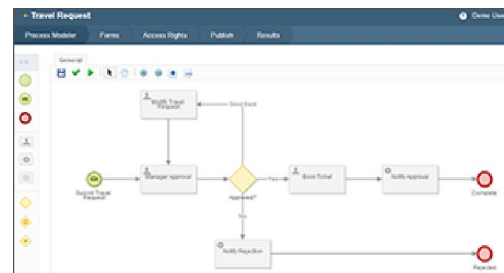 Travel Request
Demo User
Process Modeler
Forms
Access Rights
Publish
Results
General
Modify Travel
Request
Send Back
Submit Travel
Request
Manager Approval
Approved?
Yes
Book Ticket
Notify Approval
Complete
No
Notify Rejection
Rejected